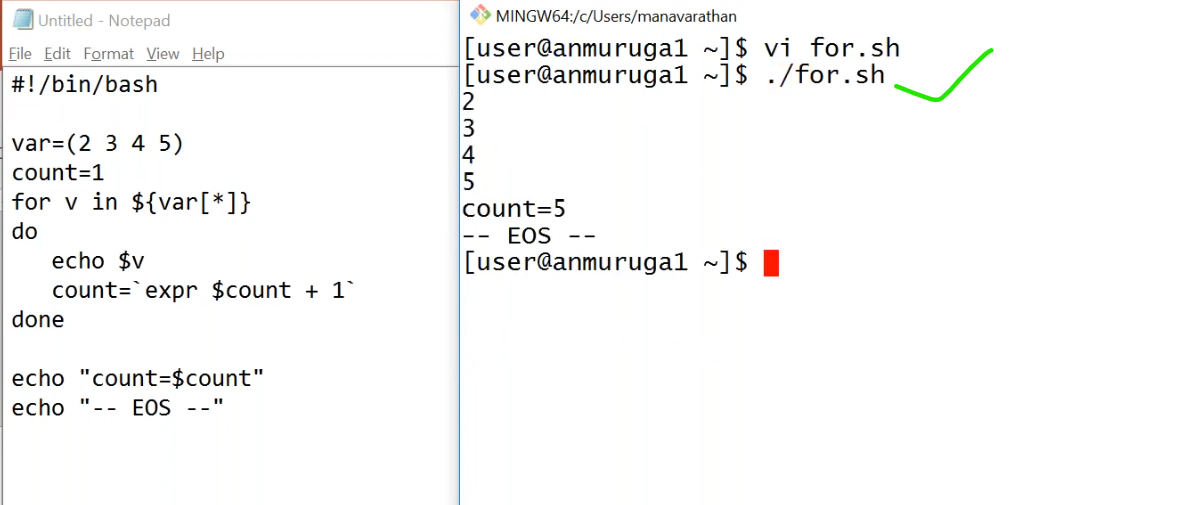 Untitled - Notepad
File Edit Format View Help
#!/bin/bash
var=(2 3 4 5)
count=1
for v in ${var[*]}
do
echo $v
count=`expr $count + 1`
done
echo "count=$count"
echo "-- EOS --"
MINGW64:/c/Users/manavarathan
[user@anmuruga1 ~]$ vi for.sh
[user@anmuruga1 ~]$ ./for.sh
2
3
4
5
count=5
-- EOS --
[user@anmuruga1 ~]$